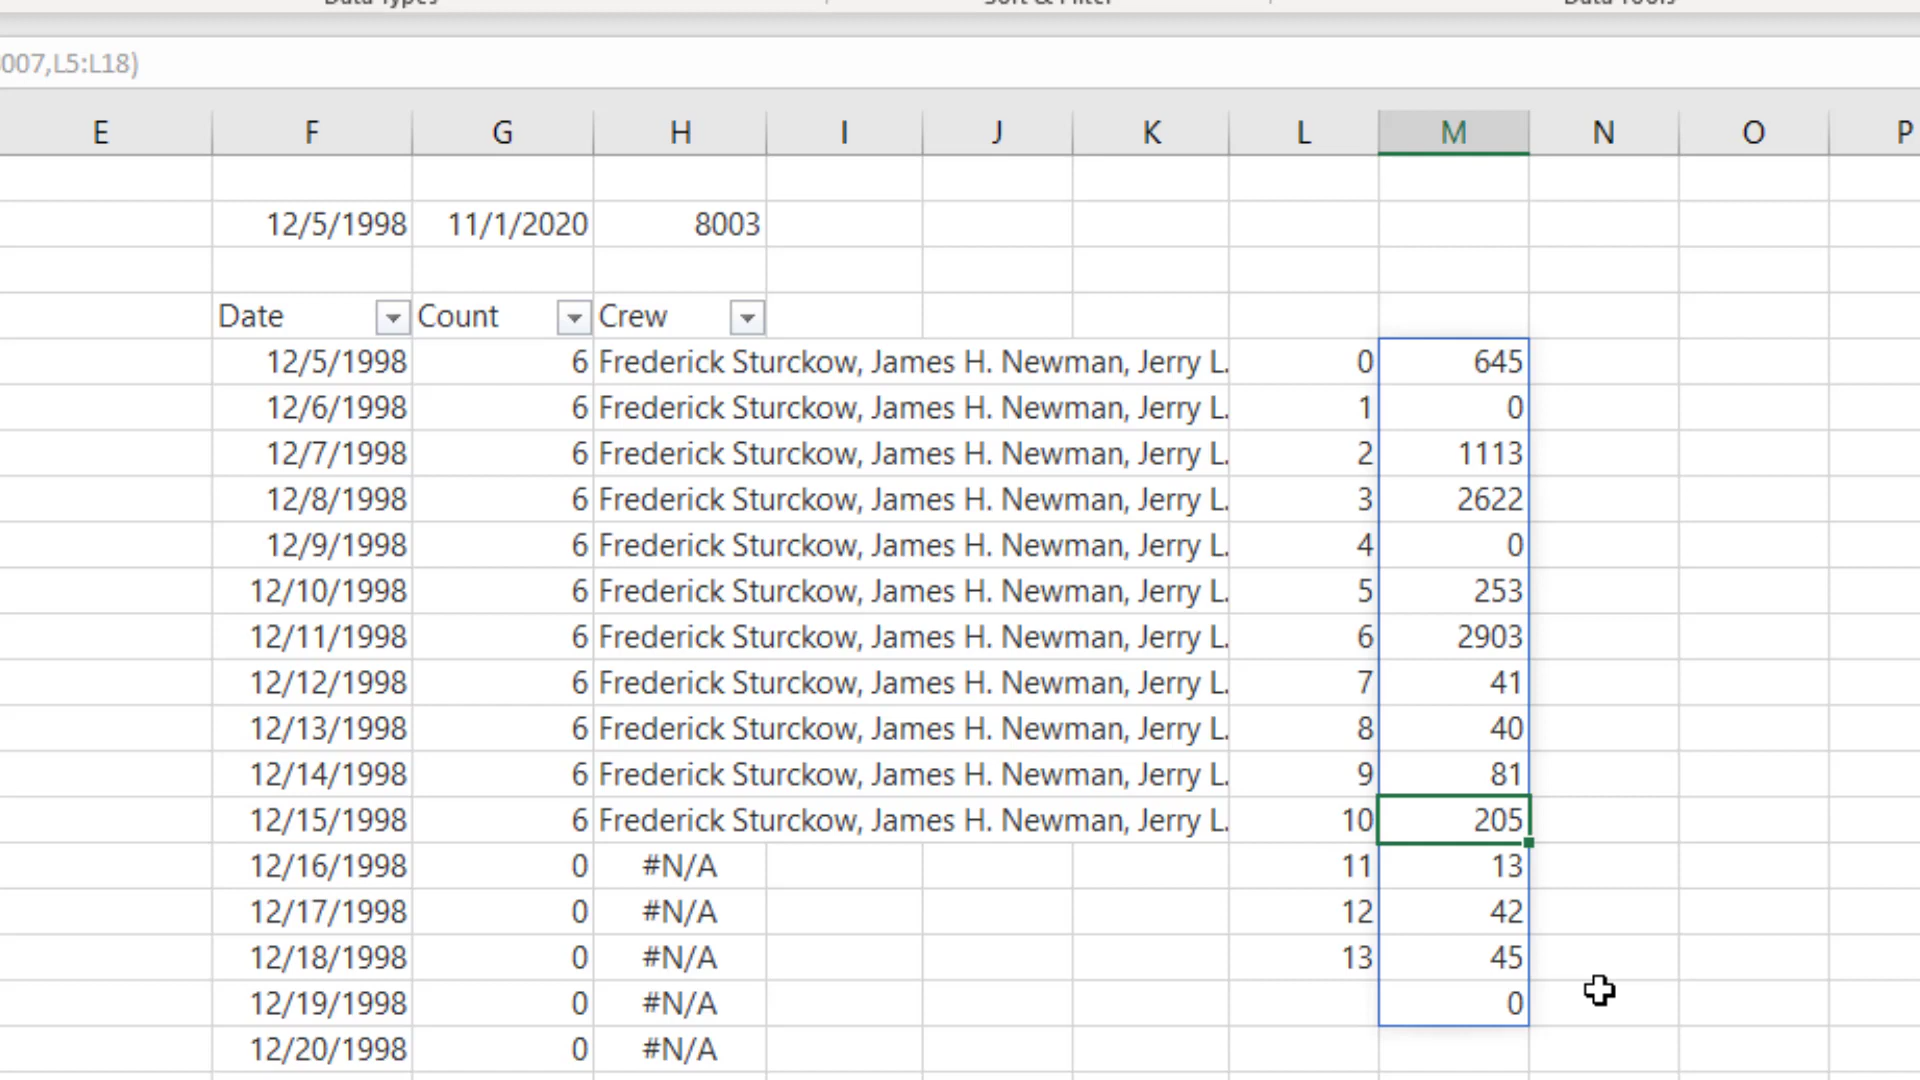 Data Types Sort & Filter Data Tools
007,L5:L18)
E F G H I J K L M N O P
12/5/1998 11/1/2020 8003
Date Count Crew
12/5/1998 6 Frederick Sturckow, James H. Newman, Jerry L. 0 645
12/6/1998 6 Frederick Sturckow, James H. Newman, Jerry L. 1 0
12/7/1998 6 Frederick Sturckow, James H. Newman, Jerry L. 2 1113
12/8/1998 6 Frederick Sturckow, James H. Newman, Jerry L. 3 2622
12/9/1998 6 Frederick Sturckow, James H. Newman, Jerry L. 4 0
12/10/1998 6 Frederick Sturckow, James H. Newman, Jerry L. 5 253
12/11/1998 6 Frederick Sturckow, James H. Newman, Jerry L. 6 2903
12/12/1998 6 Frederick Sturckow, James H. Newman, Jerry L. 7 41
12/13/1998 6 Frederick Sturckow, James H. Newman, Jerry L. 8 40
12/14/1998 6 Frederick Sturckow, James H. Newman, Jerry L. 9 81
12/15/1998 6 Frederick Sturckow, James H. Newman, Jerry L. 10 205
12/16/1998 0 #N/A 11 13
12/17/1998 0 #N/A 12 42
12/18/1998 0 #N/A 13 45
12/19/1998 0 #N/A 0
12/20/1998 0 #N/A